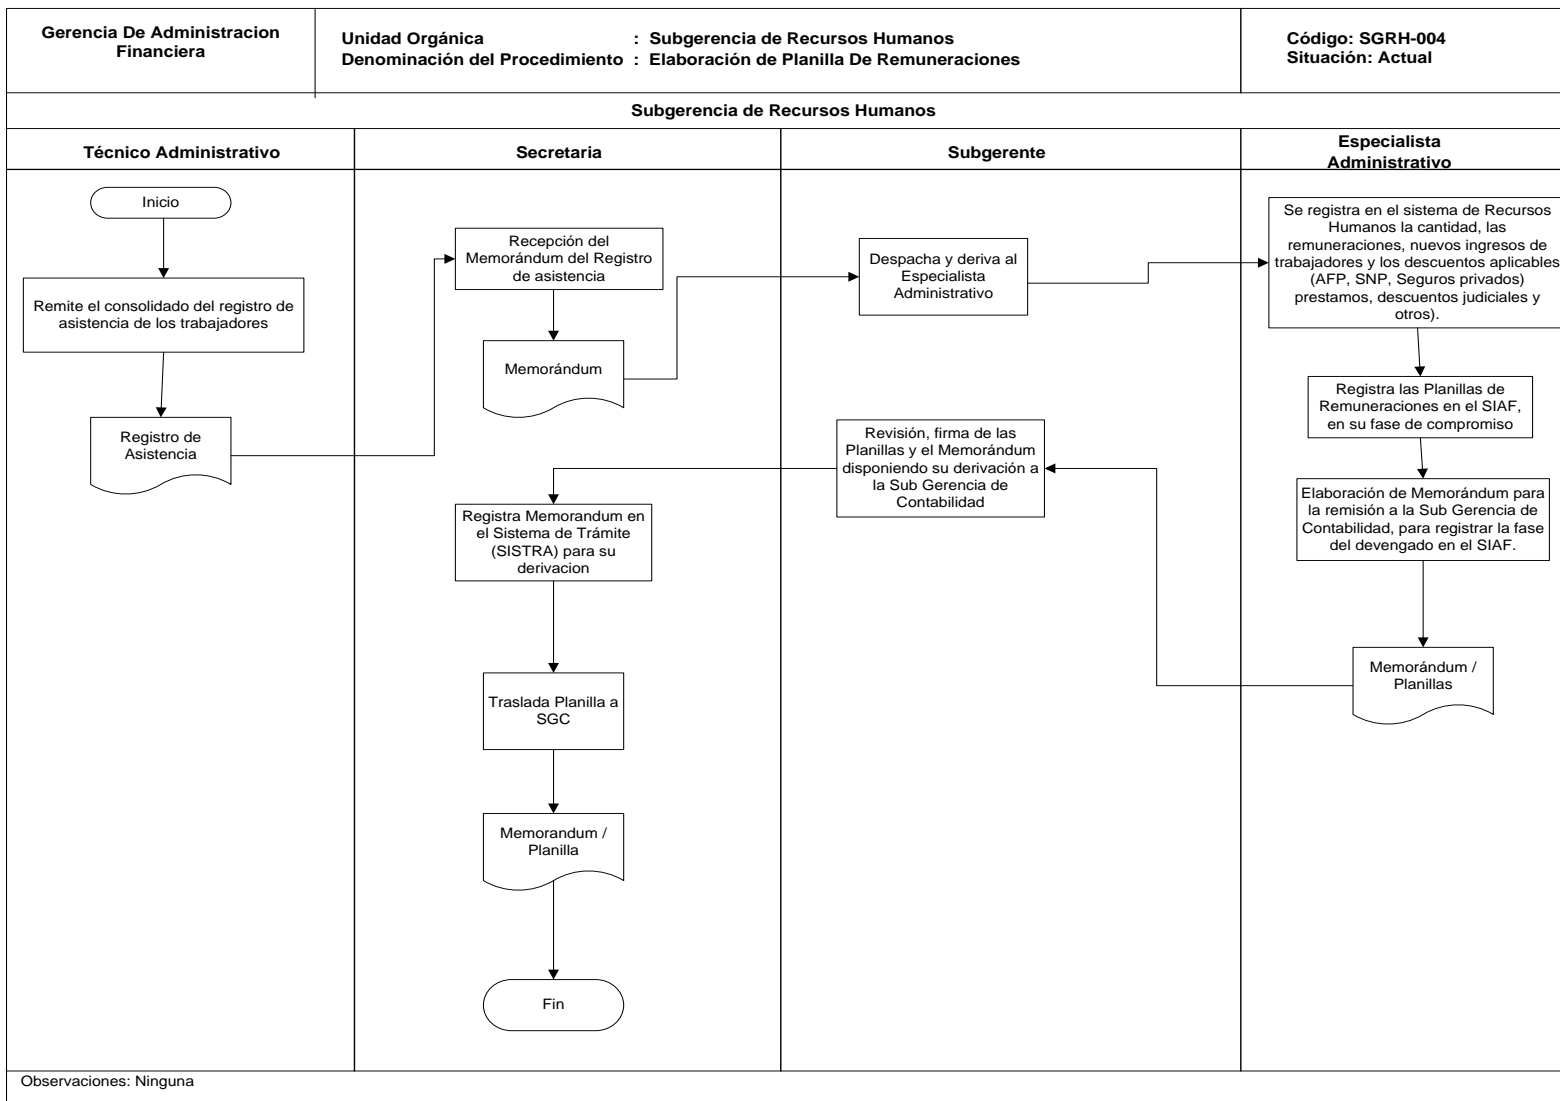 Gerencia De Administracion
Financiera
Unidad Orgánica : Subgerencia de Recursos Humanos
Denominación del Procedimiento : Elaboración de Planilla De Remuneraciones
Código: SGRH-004
Situación: Actual
Subgerencia de Recursos Humanos
Técnico Administrativo
Secretaria
Subgerente
Especialista
Administrativo
Inicio
Remite el consolidado del registro de
asistencia de los trabajadores
Registro de
Asistencia
Recepción del
Memorándum del Registro
de asistencia
Memorándum
Despacha y deriva al
Especialista
Administrativo
Se registra en el sistema de Recursos
Humanos la cantidad, las
remuneraciones, nuevos ingresos de
trabajadores y los descuentos aplicables
(AFP, SNP, Seguros privados)
prestamos, descuentos judiciales y
otros).
Registra las Planillas de
Remuneraciones en el SIAF,
en su fase de compromiso
Elaboración de Memorándum para
la remisión a la Sub Gerencia de
Contabilidad, para registrar la fase
del devengado en el SIAF.
Memorándum /
Planillas
Revisión, firma de las
Planillas y el Memorándum
disponiendo su derivación a
la Sub Gerencia de
Contabilidad
Registra Memorandum en
el Sistema de Trámite
(SISTRA) para su
derivacion
Traslada Planilla a
SGC
Memorandum /
Planilla
Fin
Observaciones: Ninguna